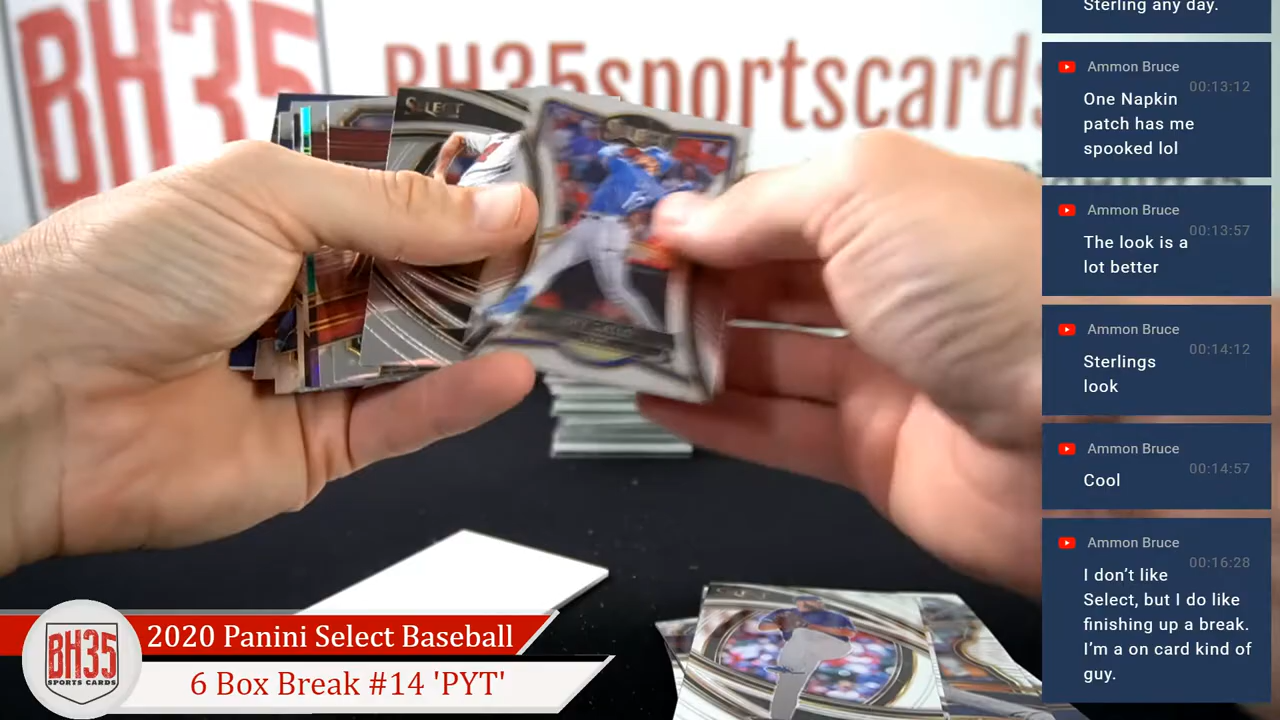 BH35
BH35sportscards
SELECT
Sterling any day.
Ammon Bruce
00:13:12
One Napkin
patch has me
spooked lol
Ammon Bruce
00:13:57
The look is a
lot better
Ammon Bruce
00:14:12
Sterlings
look
Ammon Bruce
00:14:57
Cool
Ammon Bruce
00:16:28
I don’t like
Select, but I do like
finishing up a break.
I’m a on card kind of
guy.
BH35
SPORTS CARDS
2020 Panini Select Baseball
6 Box Break #14 'PYT'